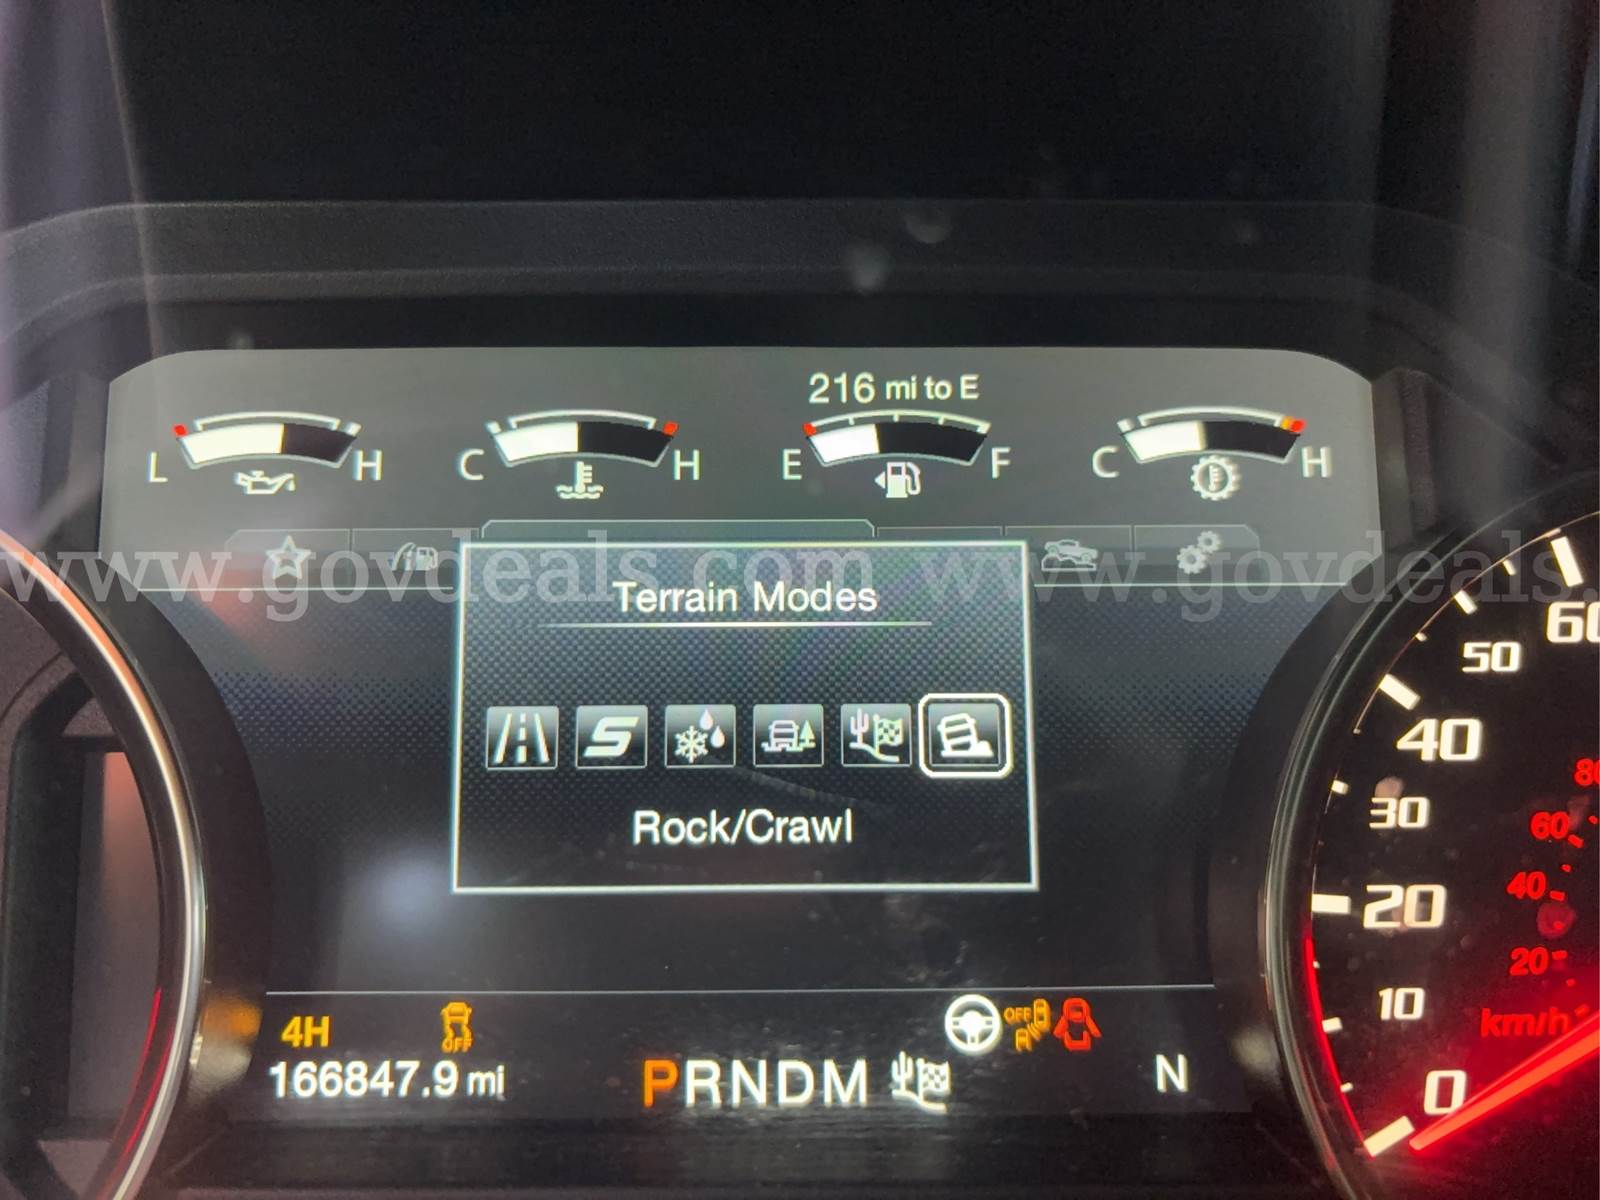 216 mi to E
L H C H E F C H
www.govdeals.com www.govdeals.
Terrain Modes
S
Rock/Crawl
60
50
40
30
20
10
0
80
60
40
20
km/h
4H OFF OFF
166847.9 mi PRNDM N